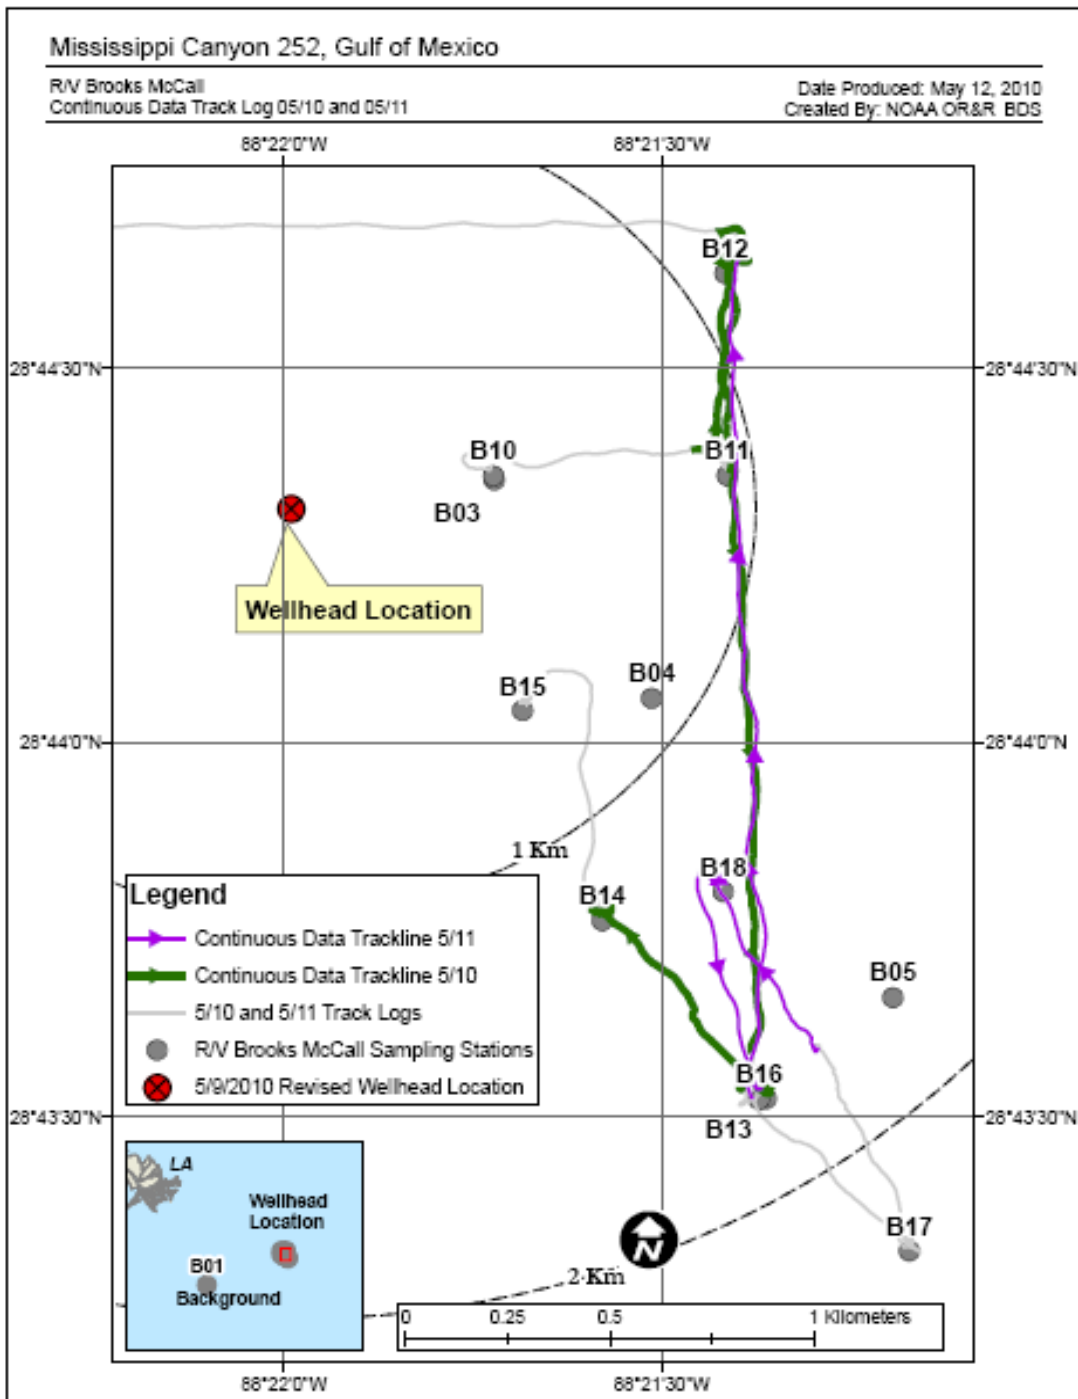 Mississippi Canyon 252, Gulf of Mexico
R/V Brooks McCall
Continuous Data Track Log 05/10 and 05/11
Date Produced: May 12, 2010
Created By: NOAA OR&R BDS
88°22'0"W
88°21'30"W
B12
28°44'30"N
28°44'30"N
B10
B11
B03
Wellhead Location
B15
B04
28°44'0"N
28°44'0"N
1 Km
B18
B14
B05
Legend
Continuous Data Trackline 5/11
Continuous Data Trackline 5/10
5/10 and 5/11 Track Logs
R/V Brooks McCall Sampling Stations
5/9/2010 Revised Wellhead Location
B16
B13
28°43'30"N
28°43'30"N
B17
LA
Wellhead
Location
B01
Background
N
2 Km
0 0.25 0.5 1 Kilometers
88°22'0"W
88°21'30"W